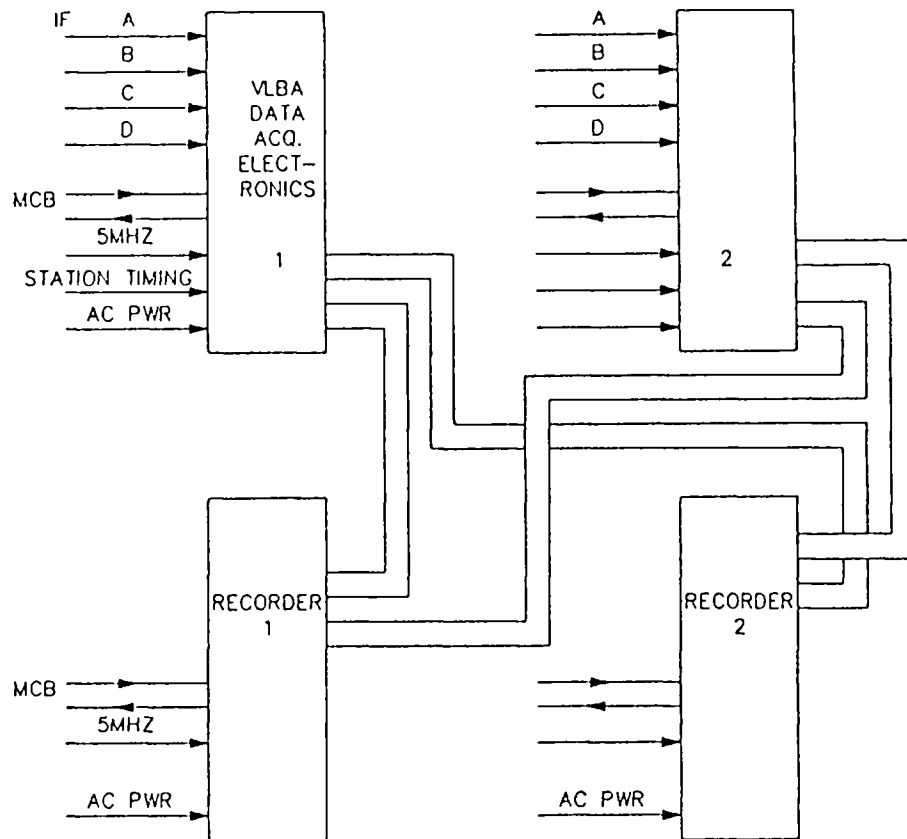 IF A
B
C
D
MCB
5MHZ
STATION TIMING
AC PWR
VLBA
DATA
ACQ.
ELECT-
RONICS
1
A
B
C
D
2
RECORDER
1
MCB
5MHZ
AC PWR
RECORDER
2
AC PWR